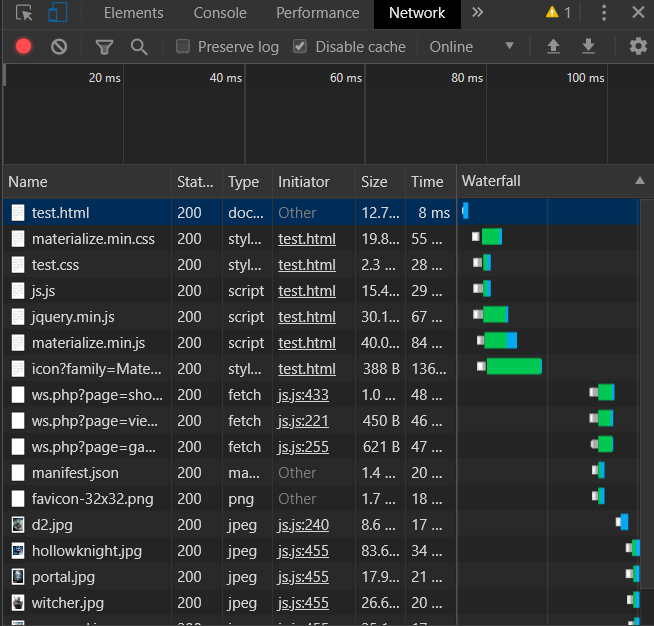 Elements Console Performance Network » 1
Preserve log Disable cache Online
20 ms 40 ms 60 ms 80 ms 100 ms
Name Stat... Type Initiator Size Time Waterfall
test.html 200 doc... Other 12.7... 8 ms
materialize.min.css 200 styl... test.html 19.8... 55 ...
test.css 200 styl... test.html 2.3 ... 28 ...
js.js 200 script test.html 15.4... 29 ...
jquery.min.js 200 script test.html 30.1... 67 ...
materialize.min.js 200 script test.html 40.0... 84 ...
icon?family=Mate... 200 styl... test.html 388 B 136...
ws.php?page=sho... 200 fetch js.js:433 1.0 ... 48 ...
ws.php?page=vie... 200 fetch js.js:221 450 B 46 ...
ws.php?page=ga... 200 fetch js.js:255 621 B 47 ...
manifest.json 200 ma... Other 1.4 ... 20 ...
favicon-32x32.png 200 png Other 1.7 ... 18 ...
d2.jpg 200 jpeg js.js:240 8.6 ... 17 ...
hollowknight.jpg 200 jpeg js.js:455 83.6... 34 ...
portal.jpg 200 jpeg js.js:455 17.9... 21 ...
witcher.jpg 200 jpeg js.js:455 26.6... 20 ...